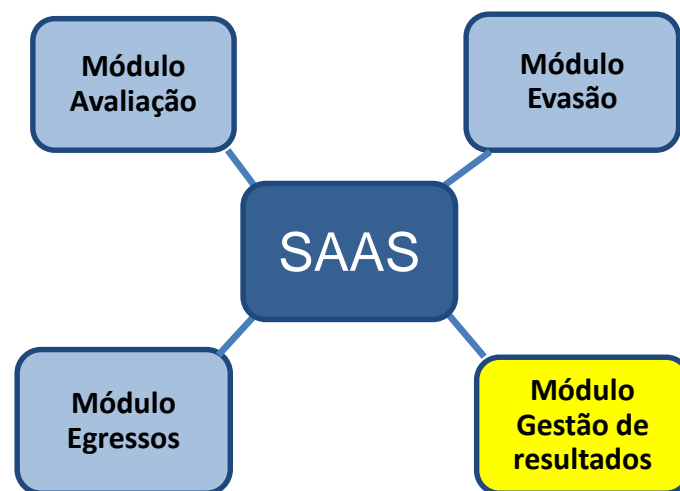 Módulo
Avaliação
Módulo
Evasão
SAAS
Módulo
Egressos
Módulo
Gestão de
resultados